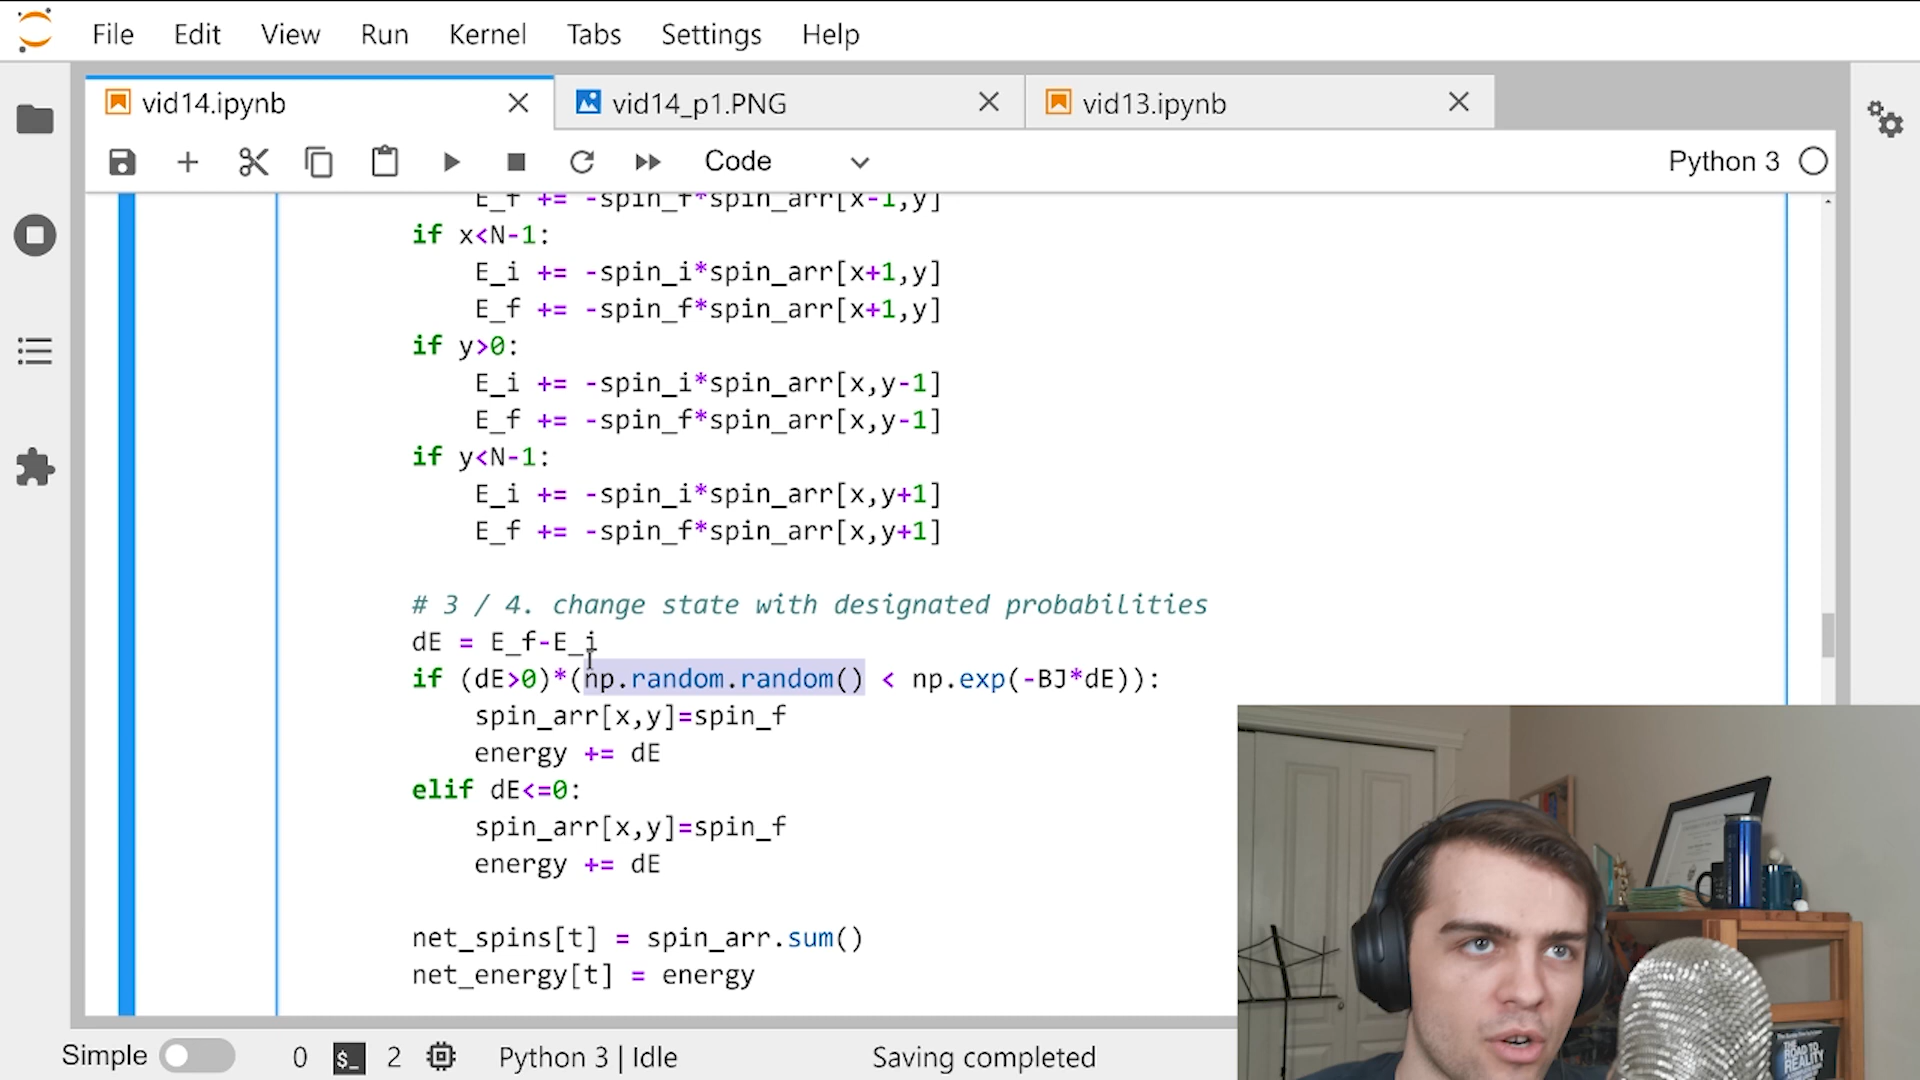 File Edit View Run Kernel Tabs Settings Help
vid14.ipynb vid14_p1.PNG vid13.ipynb
Code Python 3
E_f += -spin_f*spin_arr[x-1,y]
if x<N-1:
E_i += -spin_i*spin_arr[x+1,y]
E_f += -spin_f*spin_arr[x+1,y]
if y>0:
E_i += -spin_i*spin_arr[x,y-1]
E_f += -spin_f*spin_arr[x,y-1]
if y<N-1:
E_i += -spin_i*spin_arr[x,y+1]
E_f += -spin_f*spin_arr[x,y+1]
# 3 / 4. change state with designated probabilities
dE = E_f-E_i
if (dE>0)*(np.random.random() < np.exp(-BJ*dE)):
spin_arr[x,y]=spin_f
energy += dE
elif dE<=0:
spin_arr[x,y]=spin_f
energy += dE
net_spins[t] = spin_arr.sum()
net_energy[t] = energy
THE ROAD TO REALITY
Simple 0 $_ 2 Python 3 | Idle Saving completed